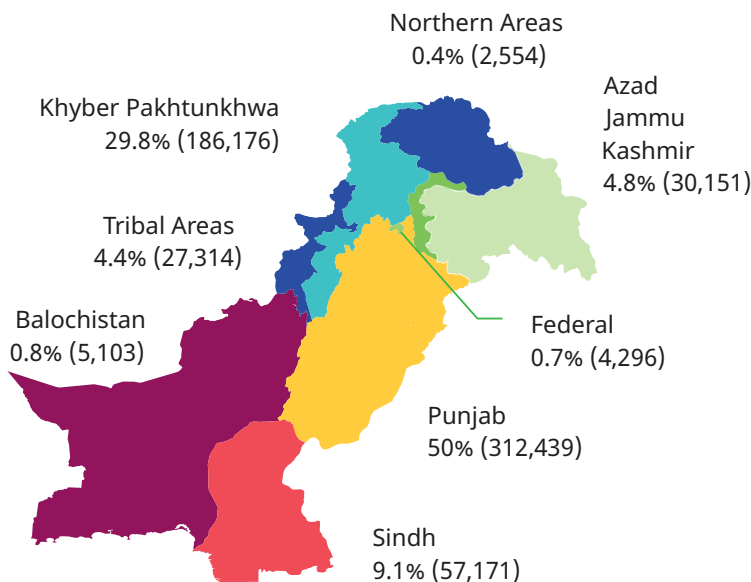 Northern Areas
0.4% (2,554)
Azad
Jammu
Kashmir
4.8% (30,151)
Khyber Pakhtunkhwa
29.8% (186,176)
Tribal Areas
4.4% (27,314)
Balochistan
0.8% (5,103)
Federal
0.7% (4,296)
Punjab
50% (312,439)
Sindh
9.1% (57,171)